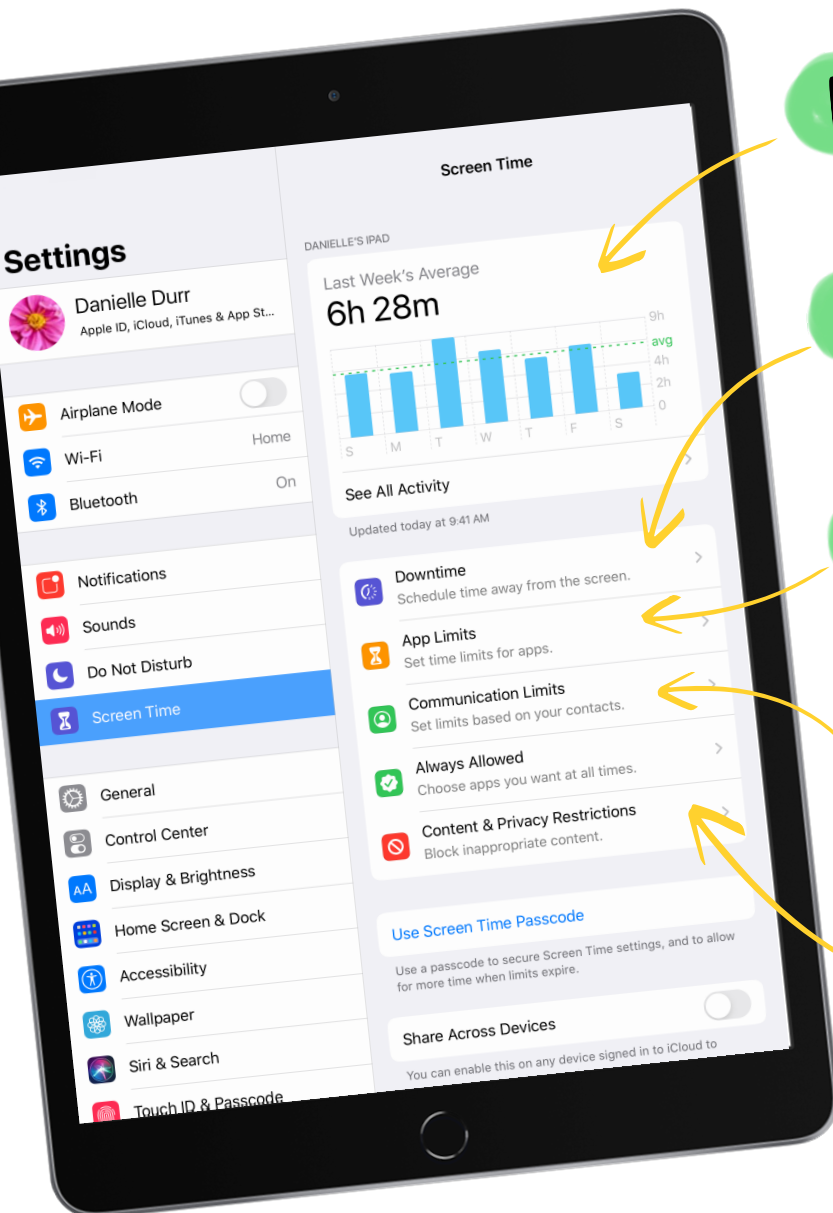 Settings
Danielle Durr
Apple ID, iCloud, iTunes & App St...
Airplane Mode
Wi-Fi
Home
Bluetooth
On
Notifications
Sounds
Do Not Disturb
Screen Time
General
Control Center
AA
Display & Brightness
Home Screen & Dock
Accessibility
Wallpaper
Siri & Search
Touch ID & Passcode
Screen Time
DANIELLE'S IPAD
Last Week's Average
6h 28m
9h
avg
4h
2h
0
S M T W T F S
See All Activity
Updated today at 9:41 AM
Downtime
Schedule time away from the screen.
App Limits
Set time limits for apps.
Communication Limits
Set limits based on your contacts.
Always Allowed
Choose apps you want at all times.
Content & Privacy Restrictions
Block inappropriate content.
Use Screen Time Passcode
Use a passcode to secure Screen Time settings, and to allow
for more time when limits expire.
Share Across Devices
You can enable this on any device signed in to iCloud to